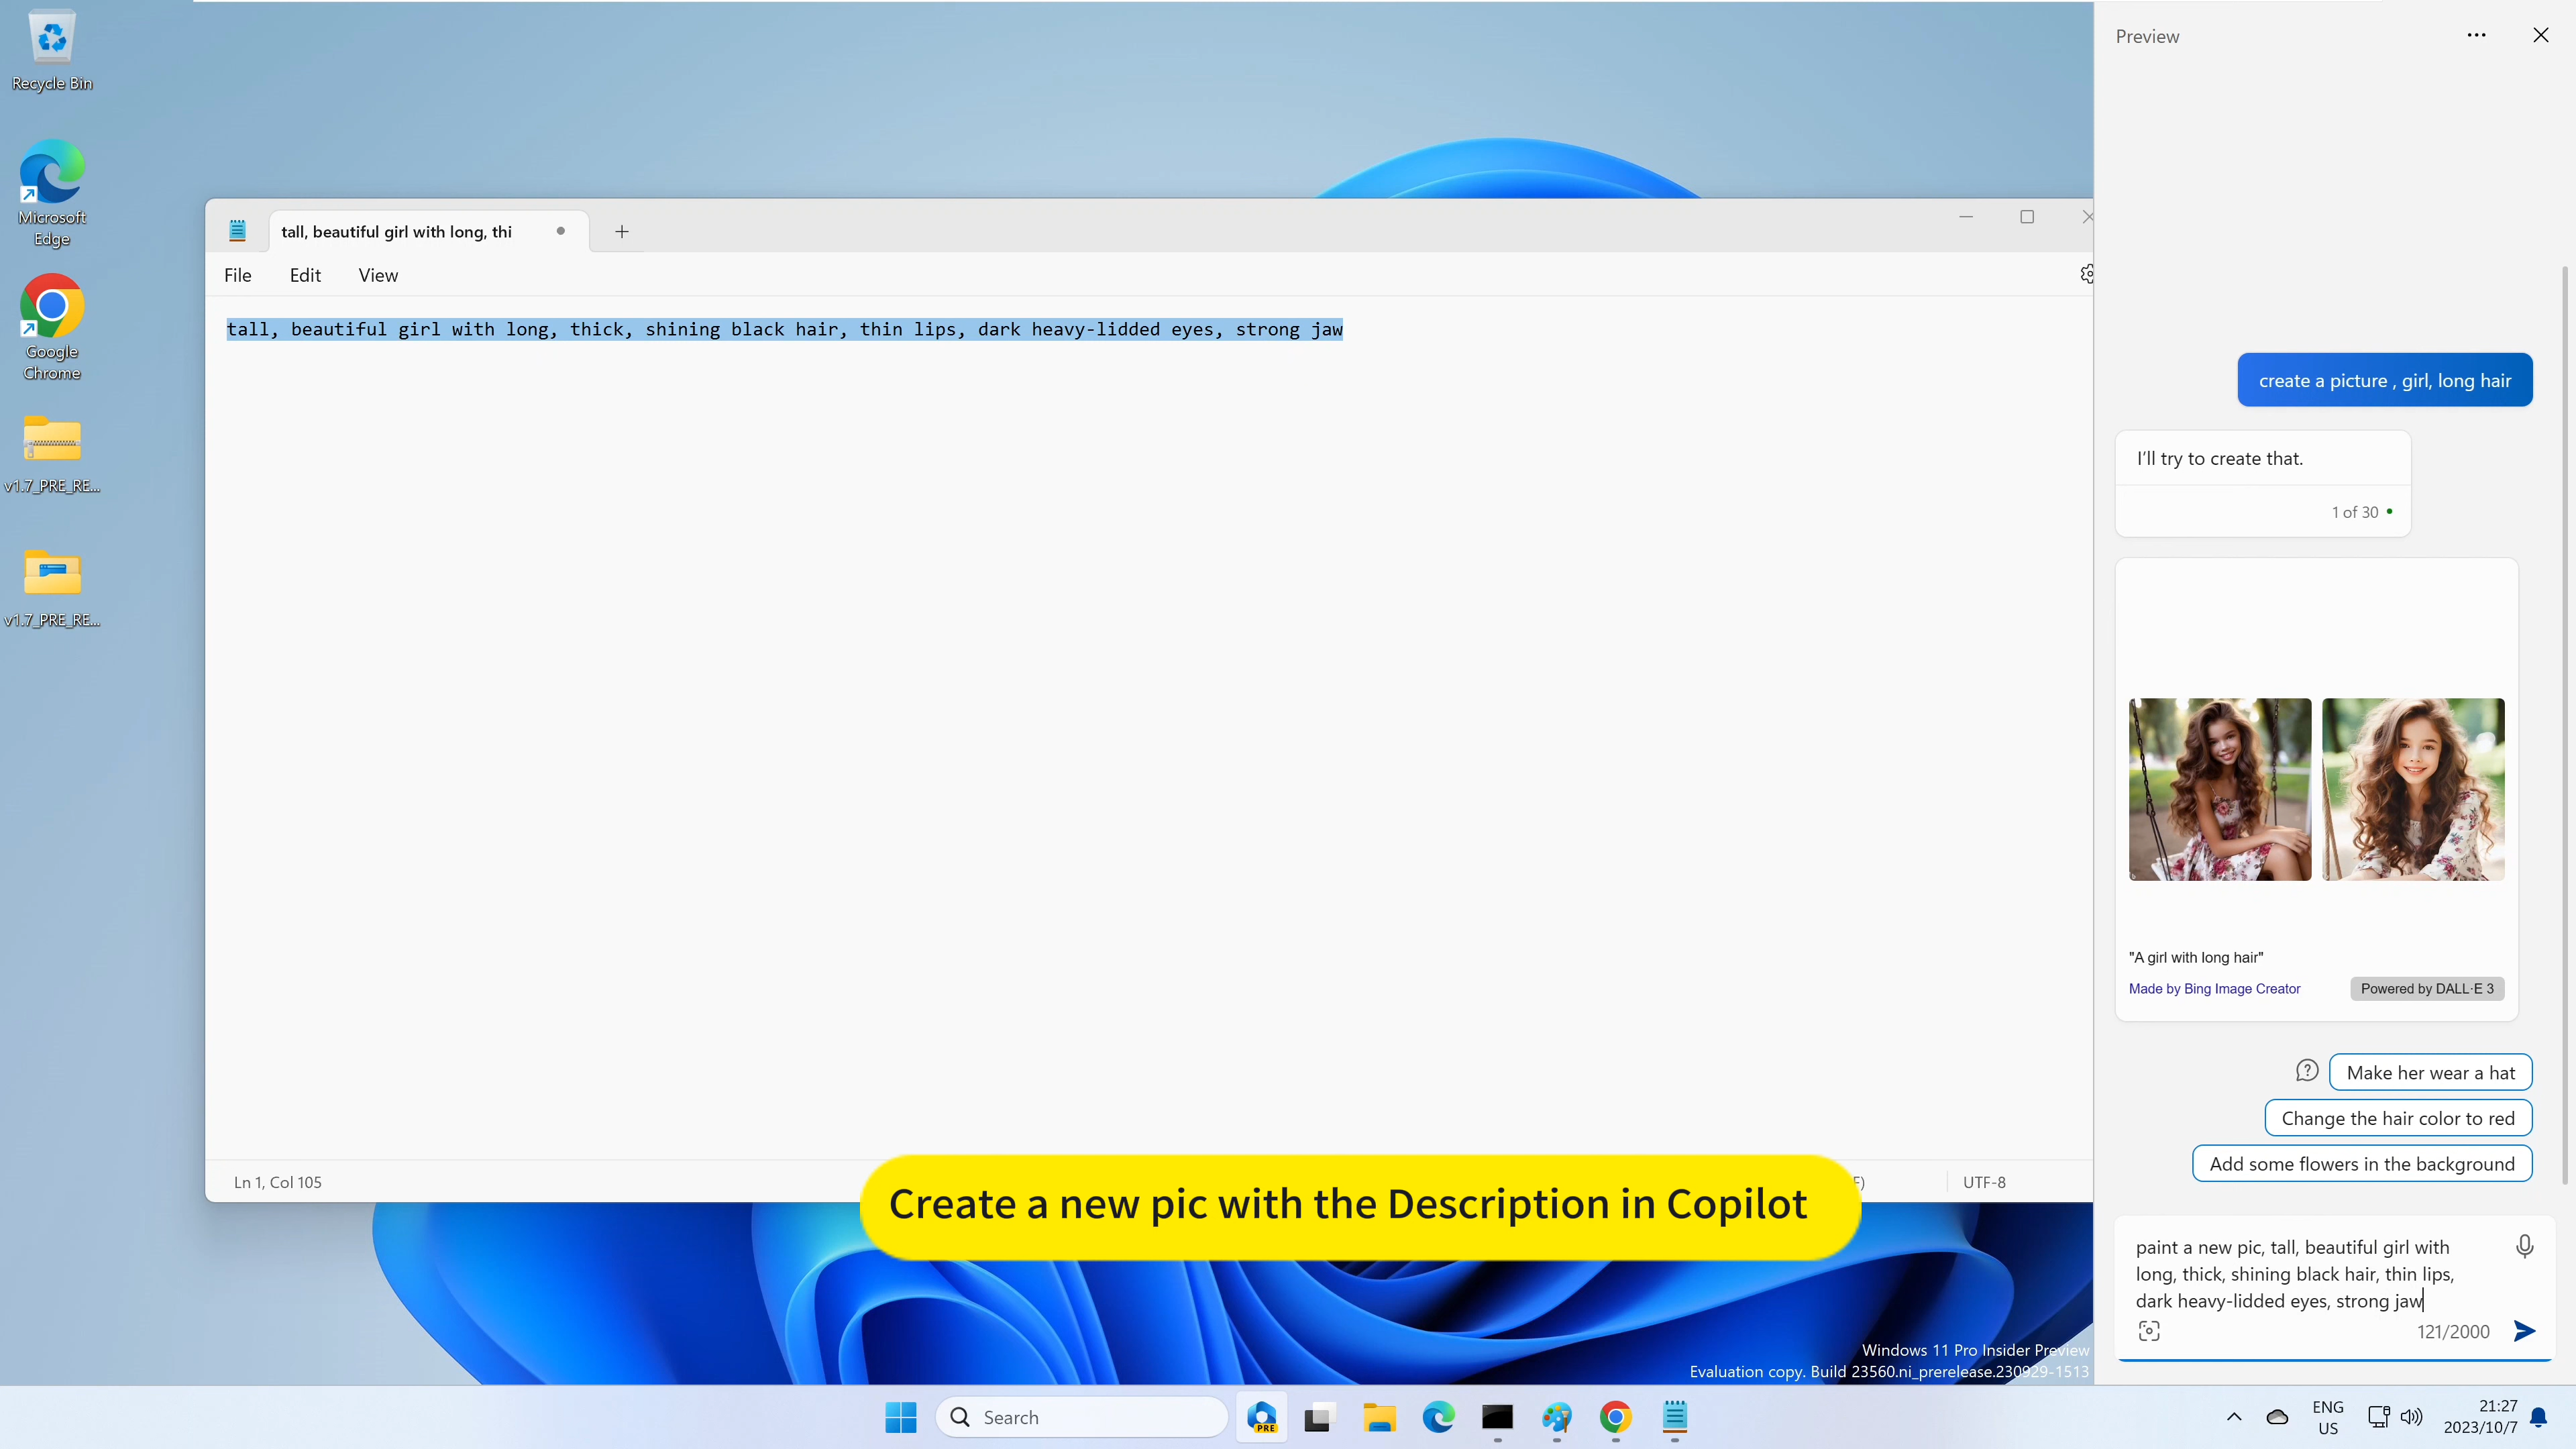 Recycle Bin
Microsoft
Edge
Google
Chrome
v1.7_PRE_RE...
v1.7_PRE_RE...
tall, beautiful girl with long, thi
File Edit View
tall, beautiful girl with long, thick, shining black hair, thin lips, dark heavy-lidded eyes, strong jaw
Ln 1, Col 105
F)
UTF-8
Create a new pic with the Description in Copilot
Windows 11 Pro Insider Preview
Evaluation copy. Build 23560.ni_prerelease.230929-1513
Preview
create a picture , girl, long hair
I'll try to create that.
1 of 30
"A girl with long hair"
Made by Bing Image Creator
Powered by DALL·E 3
Make her wear a hat
Change the hair color to red
Add some flowers in the background
paint a new pic, tall, beautiful girl with
long, thick, shining black hair, thin lips,
dark heavy-lidded eyes, strong jaw
121/2000
Search
PRE
ENG
US
21:27
2023/10/7